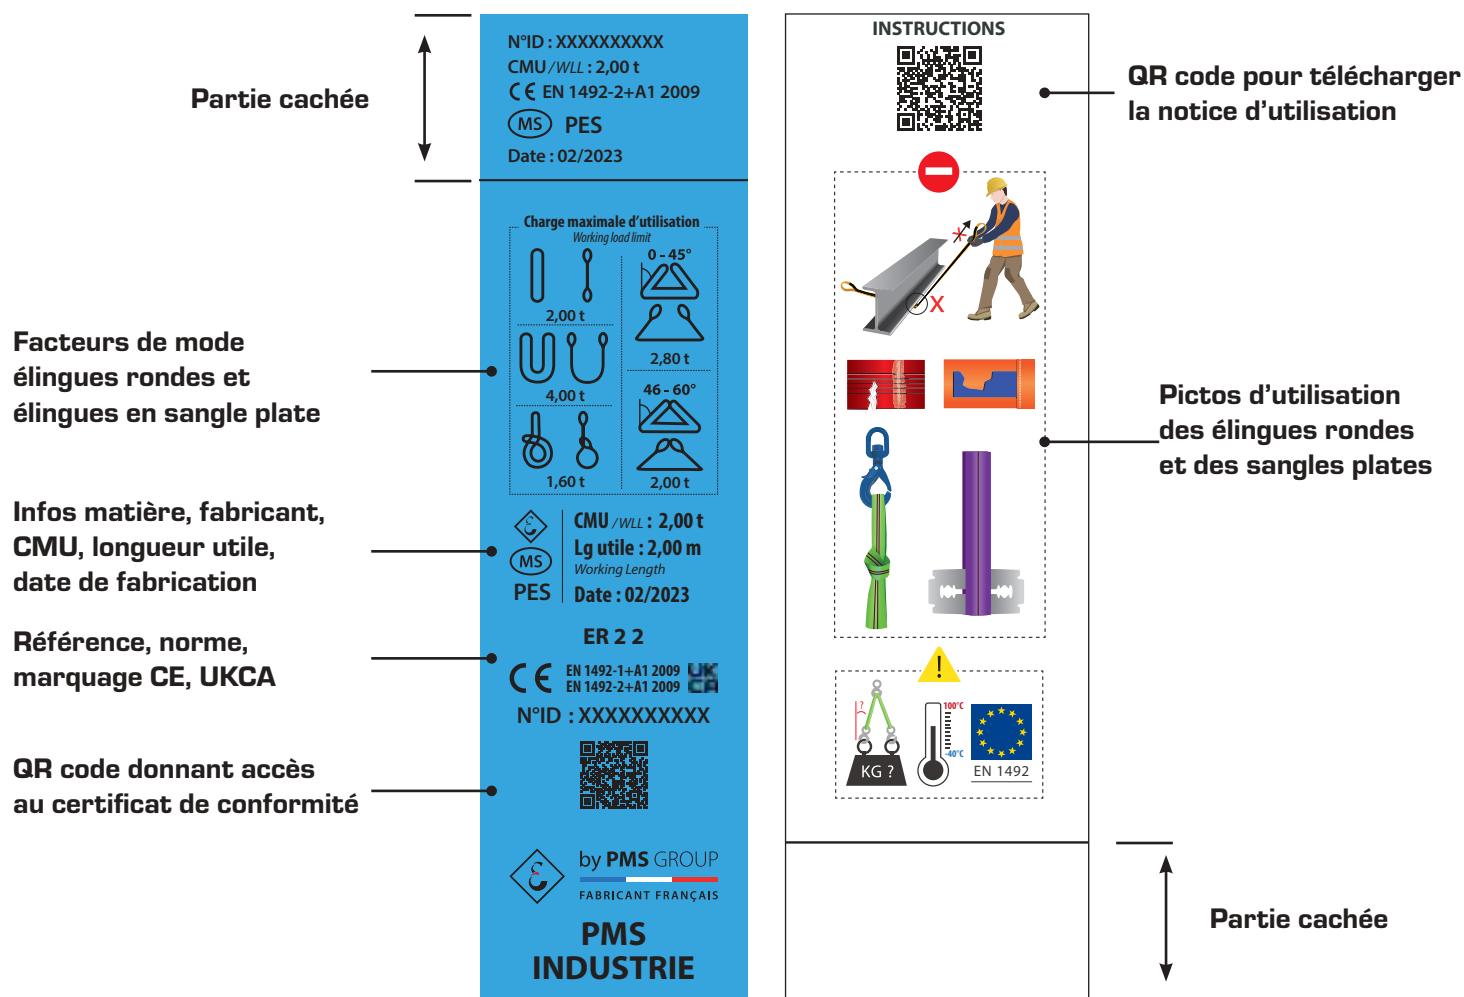 Partie cachée
N°ID : XXXXXXXXXX
CMU/WLL : 2,00 t
CE EN 1492-2+A1 2009
MS PES
Date : 02/2023
Charge maximale d'utilisation
Working load limit
2,00 t
4,00 t
1,60 t
0 - 45°
2,80 t
46 - 60°
2,00 t
MS
PES
CMU /WLL : 2,00 t
Lg utile : 2,00 m
Working Length
Date : 02/2023
ER 2 2
CE EN 1492-1+A1 2009 UK
EN 1492-2+A1 2009 CA
N°ID : XXXXXXXXXX
by PMS GROUP
FABRICANT FRANÇAIS
PMS
INDUSTRIE
Facteurs de mode
élingues rondes et
élingues en sangle plate
Infos matière, fabricant,
CMU, longueur utile,
date de fabrication
Référence, norme,
marquage CE, UKCA
QR code donnant accès
au certificat de conformité
INSTRUCTIONS
X
X
?
KG ?
100°C
-40°C
EN 1492
QR code pour télécharger
la notice d'utilisation
Pictos d'utilisation
des élingues rondes
et des sangles plates
Partie cachée